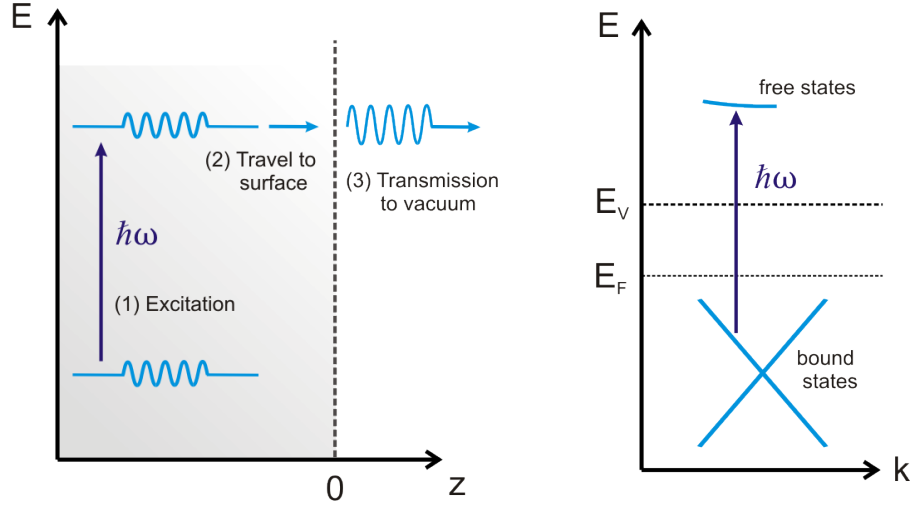 E
(2) Travel to
surface
(3) Transmission
to vacuum
ħω
(1) Excitation
0
z
E
free states
ħω
E_V
E_F
bound
states
k